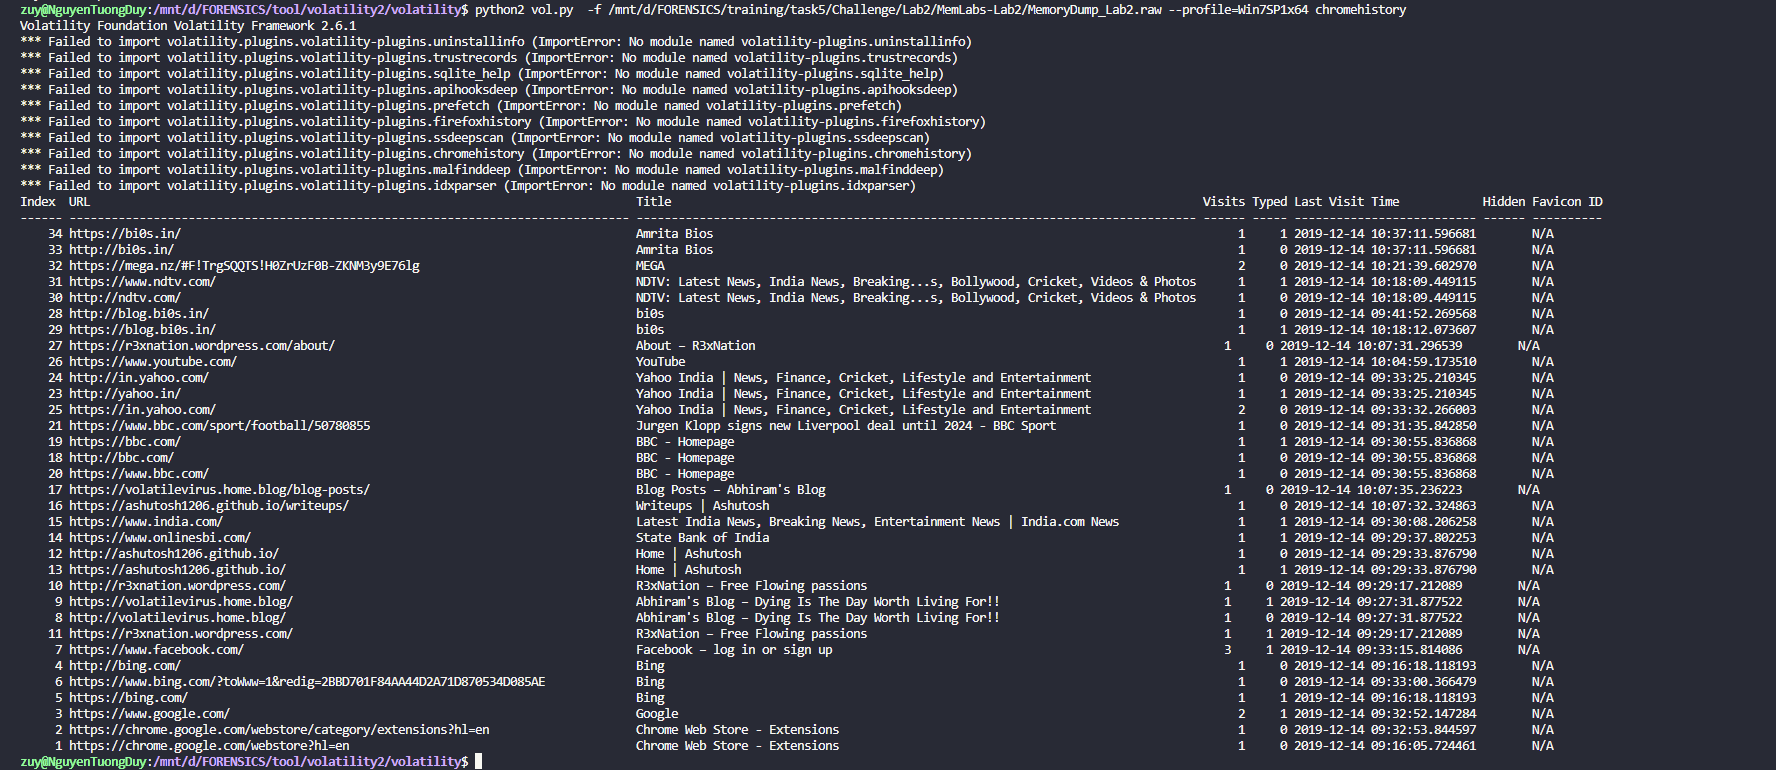 zuy@NguyenTuongDuy:/mnt/d/FORENSICS/tool/volatility2/volatility$ python2 vol.py  -f /mnt/d/FORENSICS/training/task5/Challenge/Lab2/MemLabs-Lab2/MemoryDump_Lab2.raw --profile=Win7SP1x64 chromehistory
Volatility Foundation Volatility Framework 2.6.1
*** Failed to import volatility.plugins.volatility-plugins.uninstallinfo (ImportError: No module named volatility-plugins.uninstallinfo)
*** Failed to import volatility.plugins.volatility-plugins.trustrecords (ImportError: No module named volatility-plugins.trustrecords)
*** Failed to import volatility.plugins.volatility-plugins.sqlite_help (ImportError: No module named volatility-plugins.sqlite_help)
*** Failed to import volatility.plugins.volatility-plugins.apihooksdeep (ImportError: No module named volatility-plugins.apihooksdeep)
*** Failed to import volatility.plugins.volatility-plugins.prefetch (ImportError: No module named volatility-plugins.prefetch)
*** Failed to import volatility.plugins.volatility-plugins.firefoxhistory (ImportError: No module named volatility-plugins.firefoxhistory)
*** Failed to import volatility.plugins.volatility-plugins.ssdeepscan (ImportError: No module named volatility-plugins.ssdeepscan)
*** Failed to import volatility.plugins.volatility-plugins.chromehistory (ImportError: No module named volatility-plugins.chromehistory)
*** Failed to import volatility.plugins.volatility-plugins.malfinddeep (ImportError: No module named volatility-plugins.malfinddeep)
*** Failed to import volatility.plugins.volatility-plugins.idxparser (ImportError: No module named volatility-plugins.idxparser)
Index URL Title Visits Typed Last Visit Time Hidden Favicon ID
------ -------------------------------------------------------------------------------- -------------------------------------------------------------------------------- ------ ----- -------------------------- ------ ----------
34 https://bi0s.in/ Amrita Bios 1 1 2019-12-14 10:37:11.596681 N/A
33 http://bi0s.in/ Amrita Bios 1 0 2019-12-14 10:37:11.596681 N/A
32 https://mega.nz/#F!TrgSQQTS!H0ZrUzF0B-ZKNM3y9E76lg MEGA 2 0 2019-12-14 10:21:39.602970 N/A
31 https://www.ndtv.com/ NDTV: Latest News, India News, Breaking...s, Bollywood, Cricket, Videos & Photos 1 1 2019-12-14 10:18:09.449115 N/A
30 http://ndtv.com/ NDTV: Latest News, India News, Breaking...s, Bollywood, Cricket, Videos & Photos 1 0 2019-12-14 10:18:09.449115 N/A
28 http://blog.bi0s.in/ bi0s 1 0 2019-12-14 09:41:52.269568 N/A
29 https://blog.bi0s.in/ bi0s 1 1 2019-12-14 10:18:12.073607 N/A
27 https://r3xnation.wordpress.com/about/ About – R3xNation 1 0 2019-12-14 10:07:31.296539 N/A
26 https://www.youtube.com/ YouTube 1 1 2019-12-14 10:04:59.173510 N/A
24 http://in.yahoo.com/ Yahoo India | News, Finance, Cricket, Lifestyle and Entertainment 1 0 2019-12-14 09:33:25.210345 N/A
23 http://yahoo.in/ Yahoo India | News, Finance, Cricket, Lifestyle and Entertainment 1 1 2019-12-14 09:33:25.210345 N/A
25 https://in.yahoo.com/ Yahoo India | News, Finance, Cricket, Lifestyle and Entertainment 2 0 2019-12-14 09:33:32.266003 N/A
21 https://www.bbc.com/sport/football/50780855 Jurgen Klopp signs new Liverpool deal until 2024 - BBC Sport 1 0 2019-12-14 09:31:35.842850 N/A
19 https://bbc.com/ BBC - Homepage 1 1 2019-12-14 09:30:55.836868 N/A
18 http://bbc.com/ BBC - Homepage 1 0 2019-12-14 09:30:55.836868 N/A
20 https://www.bbc.com/ BBC - Homepage 1 0 2019-12-14 09:30:55.836868 N/A
17 https://volatilevirus.home.blog/blog-posts/ Blog Posts – Abhiram's Blog 1 0 2019-12-14 10:07:35.236223 N/A
16 https://ashutosh1206.github.io/writeups/ Writeups | Ashutosh 1 0 2019-12-14 10:07:32.324863 N/A
15 https://www.india.com/ Latest India News, Breaking News, Entertainment News | India.com News 1 1 2019-12-14 09:30:08.206258 N/A
14 https://www.onlinesbi.com/ State Bank of India 1 0 2019-12-14 09:29:37.802253 N/A
12 http://ashutosh1206.github.io/ Home | Ashutosh 1 0 2019-12-14 09:29:33.876790 N/A
13 https://ashutosh1206.github.io/ Home | Ashutosh 1 1 2019-12-14 09:29:33.876790 N/A
10 http://r3xnation.wordpress.com/ R3xNation – Free Flowing passions 1 0 2019-12-14 09:29:17.212089 N/A
9 https://volatilevirus.home.blog/ Abhiram's Blog – Dying Is The Day Worth Living For!! 1 1 2019-12-14 09:27:31.877522 N/A
8 http://volatilevirus.home.blog/ Abhiram's Blog – Dying Is The Day Worth Living For!! 1 0 2019-12-14 09:27:31.877522 N/A
11 https://r3xnation.wordpress.com/ R3xNation – Free Flowing passions 1 1 2019-12-14 09:29:17.212089 N/A
7 https://www.facebook.com/ Facebook – log in or sign up 3 1 2019-12-14 09:33:15.814086 N/A
4 http://bing.com/ Bing 1 0 2019-12-14 09:16:18.118193 N/A
6 https://www.bing.com/?toWww=1&redig=2BBD701F84AA44D2A71D870534D085AE Bing 1 0 2019-12-14 09:33:00.366479 N/A
5 https://bing.com/ Bing 1 1 2019-12-14 09:16:18.118193 N/A
3 https://www.google.com/ Google 2 1 2019-12-14 09:32:52.147284 N/A
2 https://chrome.google.com/webstore/category/extensions?hl=en Chrome Web Store - Extensions 1 0 2019-12-14 09:32:53.844597 N/A
1 https://chrome.google.com/webstore?hl=en Chrome Web Store - Extensions 1 0 2019-12-14 09:16:05.724461 N/A
zuy@NguyenTuongDuy:/mnt/d/FORENSICS/tool/volatility2/volatility$